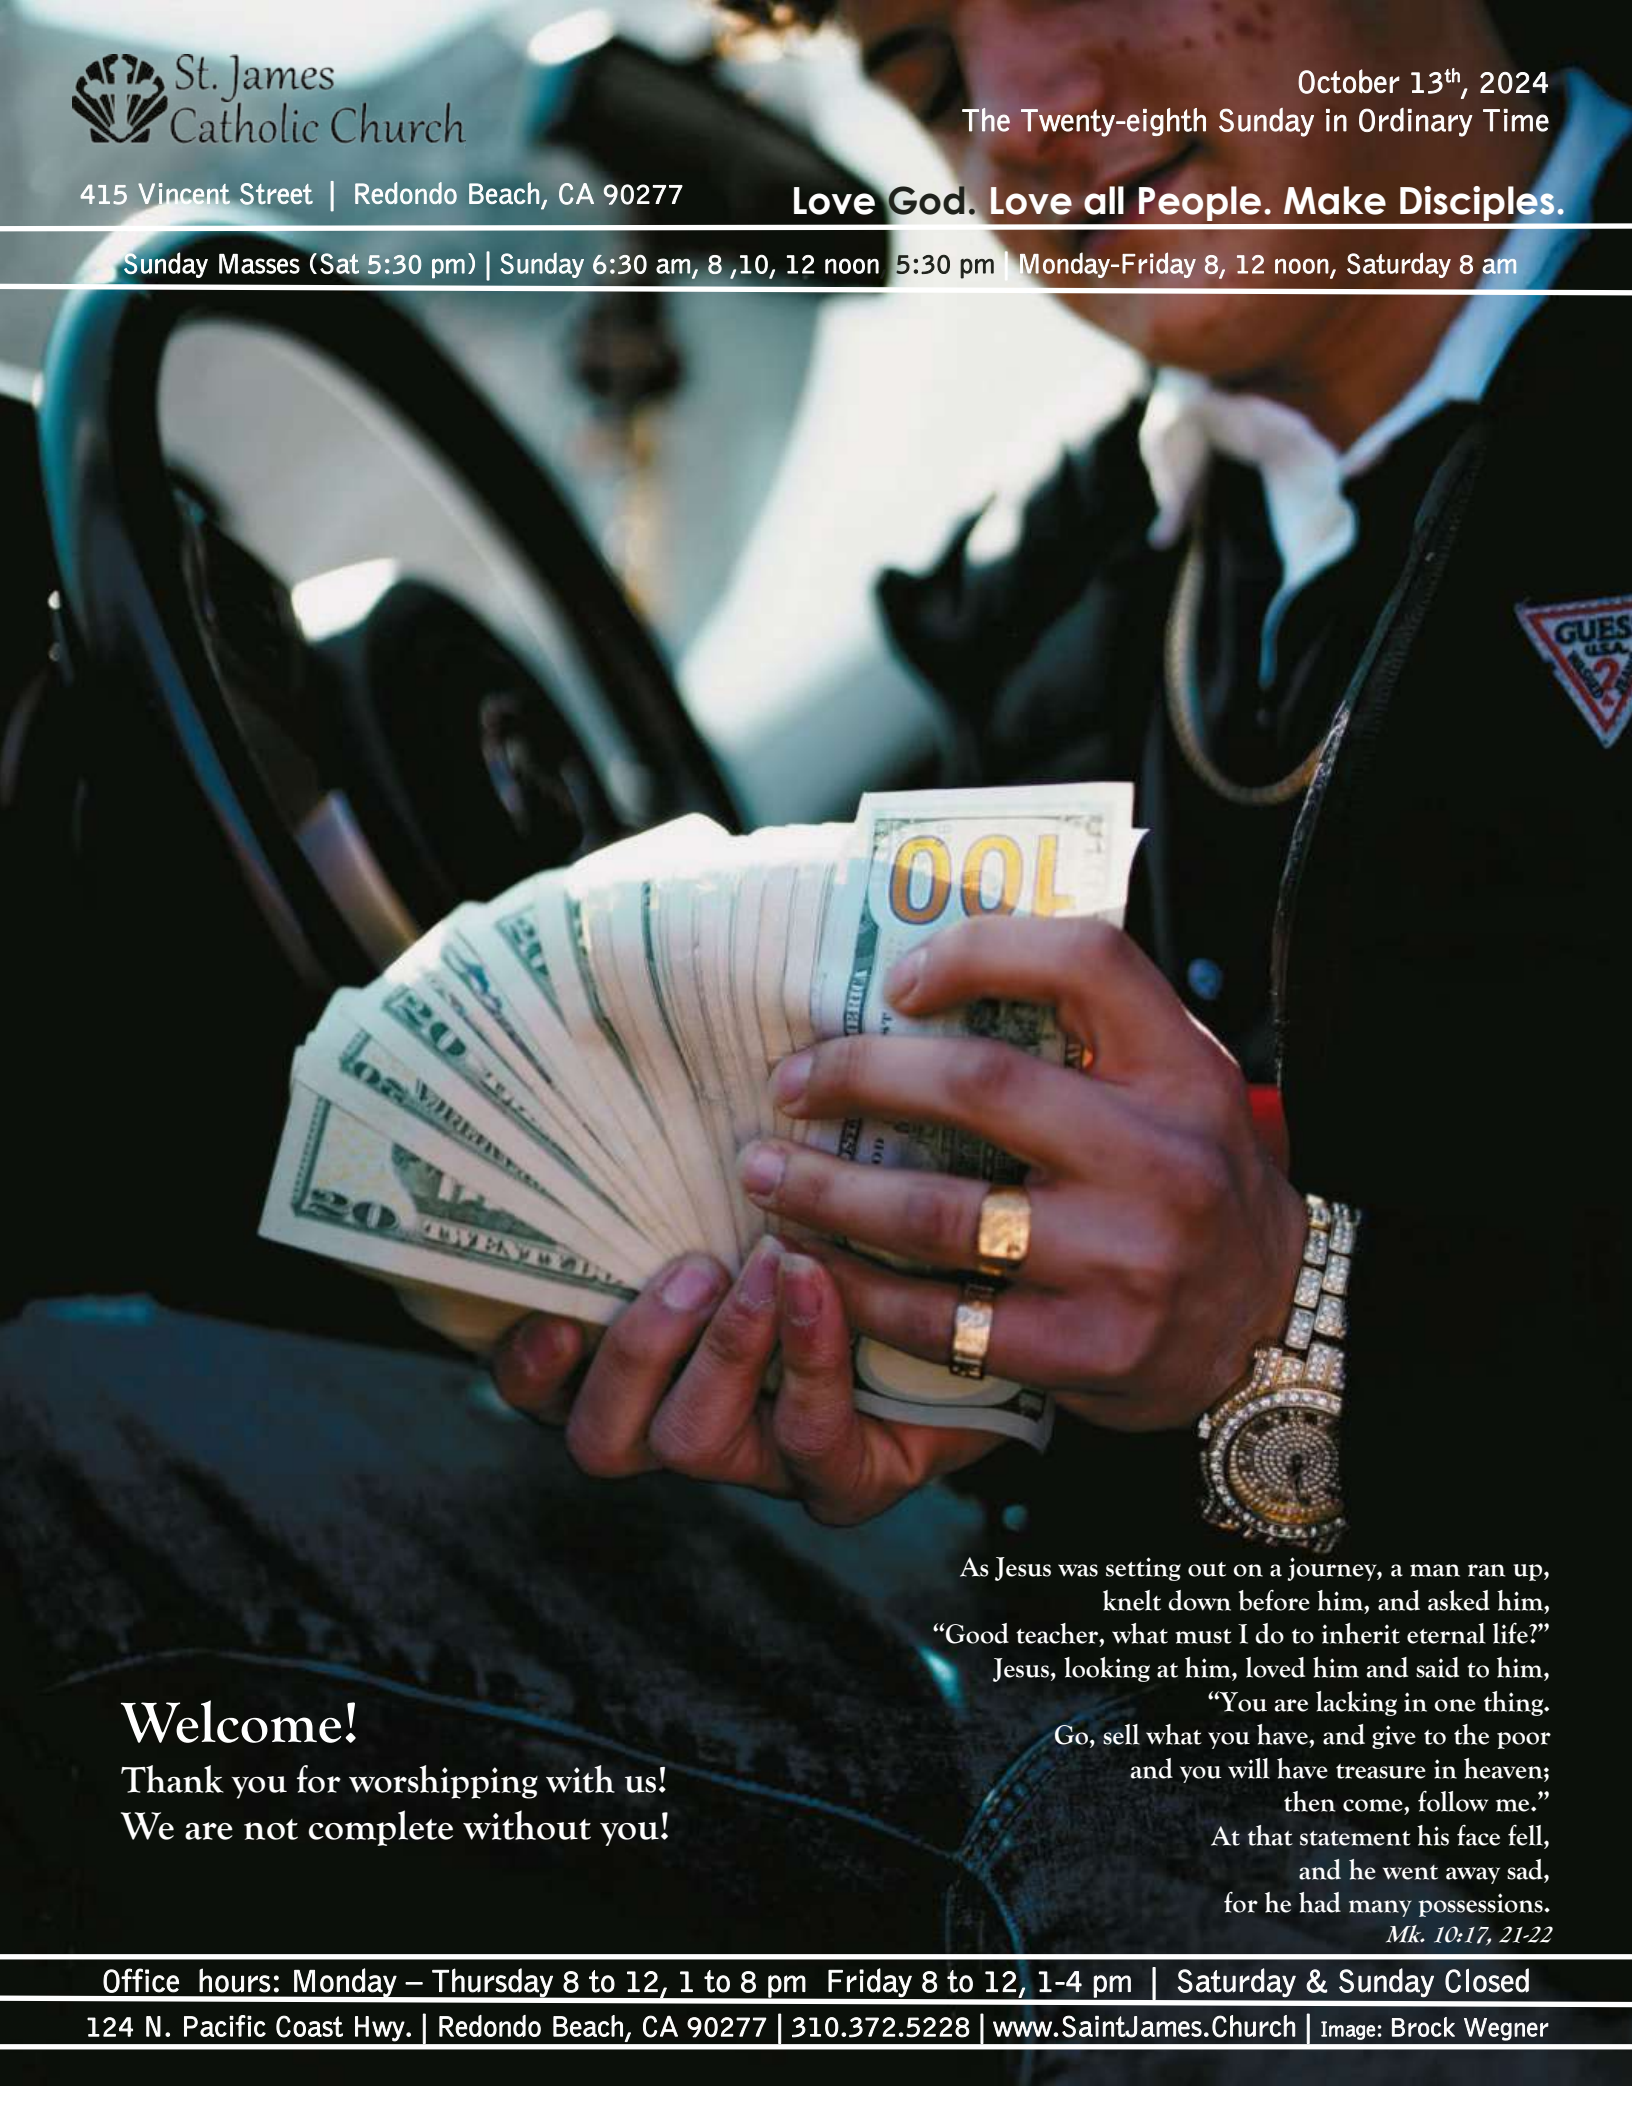 St. James
Catholic Church
October 13th, 2024
The Twenty-eighth Sunday in Ordinary Time
415 Vincent Street | Redondo Beach, CA 90277
Love God. Love all People. Make Disciples.
Sunday Masses (Sat 5:30 pm) | Sunday 6:30 am, 8 ,10, 12 noon 5:30 pm | Monday-Friday 8, 12 noon, Saturday 8 am
GUES
U.S.A.
?
100
20
20
20
20
As Jesus was setting out on a journey, a man ran up,
knelt down before him, and asked him,
“Good teacher, what must I do to inherit eternal life?”
Jesus, looking at him, loved him and said to him,
“You are lacking in one thing.
Go, sell what you have, and give to the poor
and you will have treasure in heaven;
then come, follow me.”
At that statement his face fell,
and he went away sad,
for he had many possessions.
Mk. 10:17, 21-22
Welcome!
Thank you for worshipping with us!
We are not complete without you!
Office hours: Monday – Thursday 8 to 12, 1 to 8 pm Friday 8 to 12, 1-4 pm | Saturday & Sunday Closed
124 N. Pacific Coast Hwy. | Redondo Beach, CA 90277 | 310.372.5228 | www.SaintJames.Church | Image: Brock Wegner